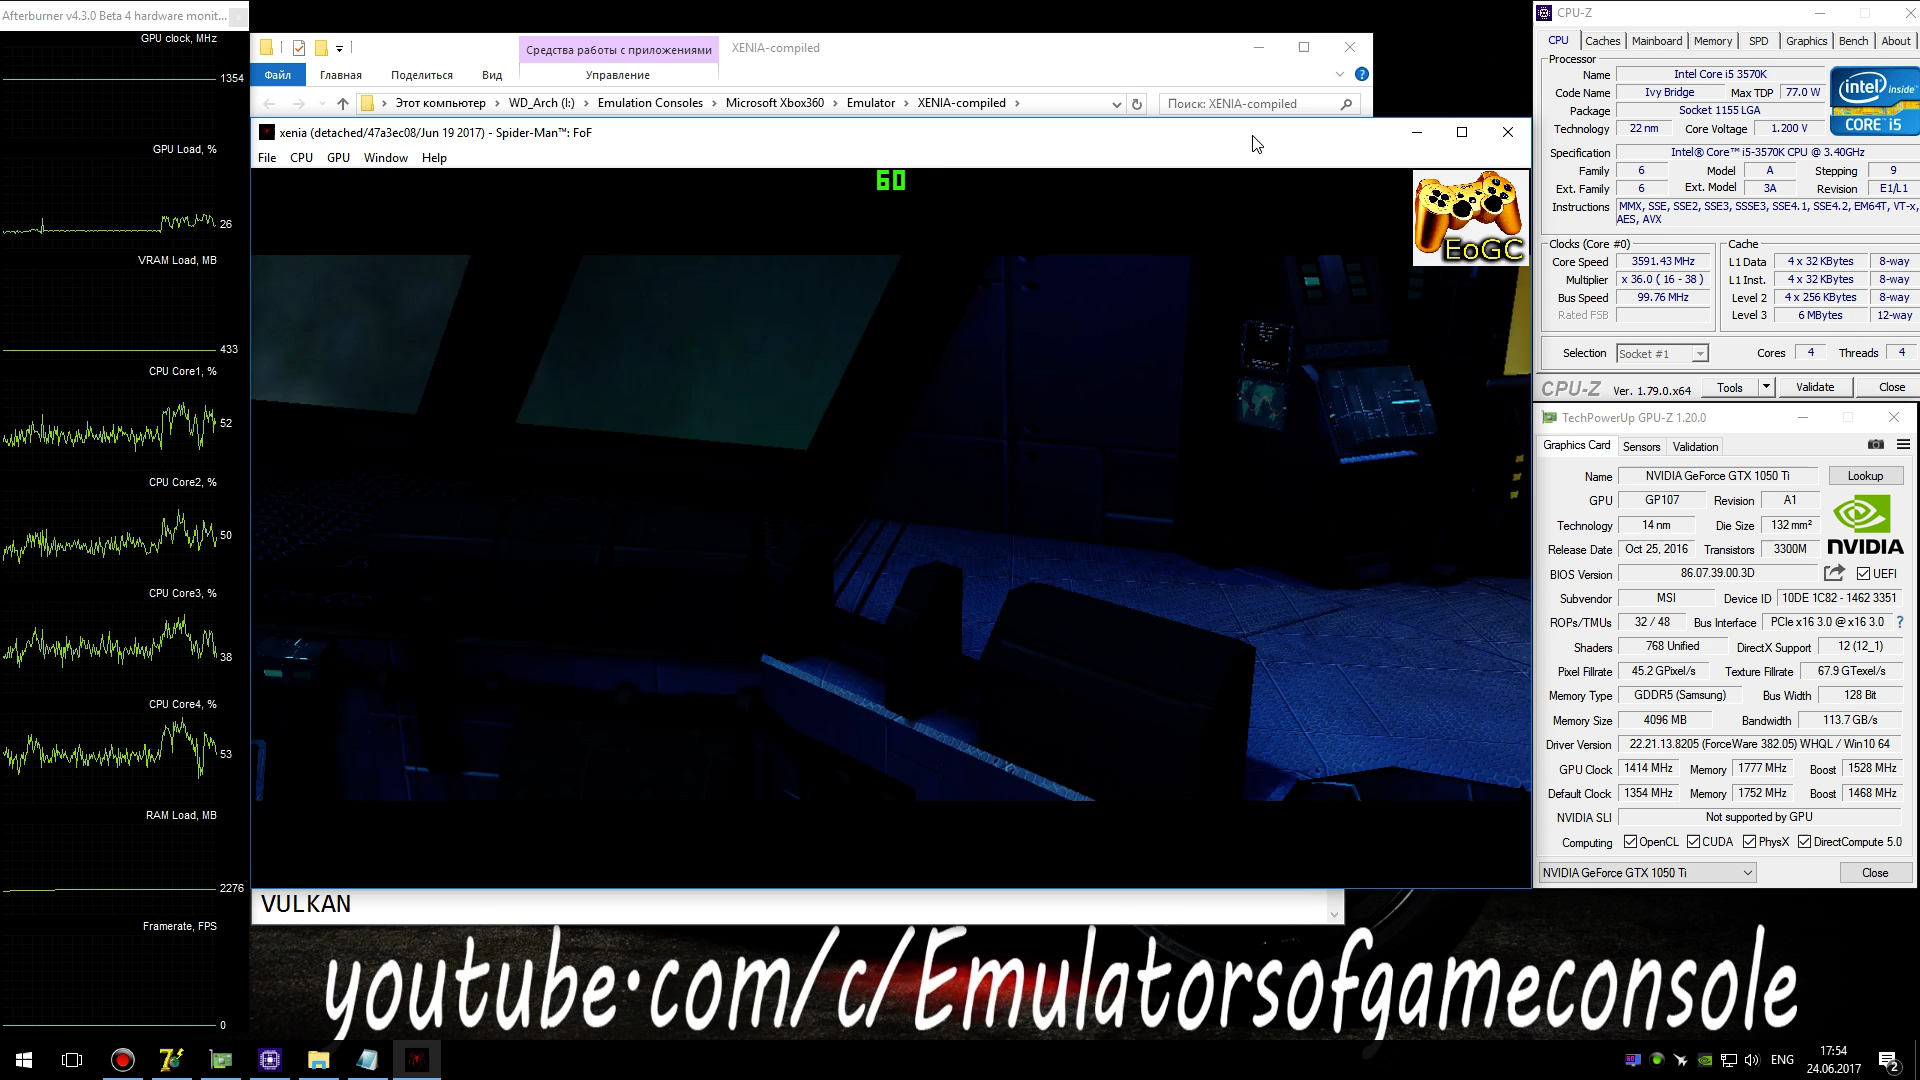 Afterburner v4.3.0 Beta 4 hardware monit...
GPU clock, MHz
1354
GPU Load, %
26
VRAM Load, MB
433
CPU Core1, %
52
CPU Core2, %
50
CPU Core3, %
38
CPU Core4, %
53
RAM Load, MB
2276
Framerate, FPS
0
Средства работы с приложениями
XENIA-compiled
Файл
Главная
Поделиться
Вид
Управление
Этот компьютер
WD_Arch (I:)
Emulation Consoles
Microsoft Xbox360
Emulator
XENIA-compiled
Поиск: XENIA-compiled
xenia (detached/47a3ec08/Jun 19 2017) - Spider-Man™: FoF
File CPU GPU Window Help
60
EoGC
VULKAN
youtube.com/c/Emulatorsofgameconsole
CPU-Z
CPU Caches Mainboard Memory SPD Graphics Bench About
Processor
Name Intel Core i5 3570K
Code Name Ivy Bridge Max TDP 77.0 W
Package Socket 1155 LGA
Technology 22 nm Core Voltage 1.200 V
intel inside™
CORE i5
Specification Intel® Core™ i5-3570K CPU @ 3.40GHz
Family 6 Model A Stepping 9
Ext. Family 6 Ext. Model 3A Revision E1/L1
Instructions MMX, SSE, SSE2, SSE3, SSSE3, SSE4.1, SSE4.2, EM64T, VT-x,
AES, AVX
Clocks (Core #0)
Core Speed 3591.43 MHz
Multiplier x 36.0 ( 16 - 38 )
Bus Speed 99.76 MHz
Rated FSB
Cache
L1 Data 4 x 32 KBytes 8-way
L1 Inst. 4 x 32 KBytes 8-way
Level 2 4 x 256 KBytes 8-way
Level 3 6 MBytes 12-way
Selection Socket #1 Cores 4 Threads 4
CPU-Z Ver. 1.79.0.x64 Tools Validate Close
TechPowerUp GPU-Z 1.20.0
Graphics Card Sensors Validation
Name NVIDIA GeForce GTX 1050 Ti Lookup
GPU GP107 Revision A1
Technology 14 nm Die Size 132 mm²
Release Date Oct 25, 2016 Transistors 3300M
NVIDIA
BIOS Version 86.07.39.00.3D UEFI
Subvendor MSI Device ID 10DE 1C82 - 1462 3351
ROPs/TMUs 32 / 48 Bus Interface PCIe x16 3.0 @ x16 3.0 ?
Shaders 768 Unified DirectX Support 12 (12_1)
Pixel Fillrate 45.2 GPixel/s Texture Fillrate 67.9 GTexel/s
Memory Type GDDR5 (Samsung) Bus Width 128 Bit
Memory Size 4096 MB Bandwidth 113.7 GB/s
Driver Version 22.21.13.8205 (ForceWare 382.05) WHQL / Win10 64
GPU Clock 1414 MHz Memory 1777 MHz Boost 1528 MHz
Default Clock 1354 MHz Memory 1752 MHz Boost 1468 MHz
NVIDIA SLI Not supported by GPU
Computing OpenCL CUDA PhysX DirectCompute 5.0
NVIDIA GeForce GTX 1050 Ti Close
ENG
17:54
24.06.2017
2